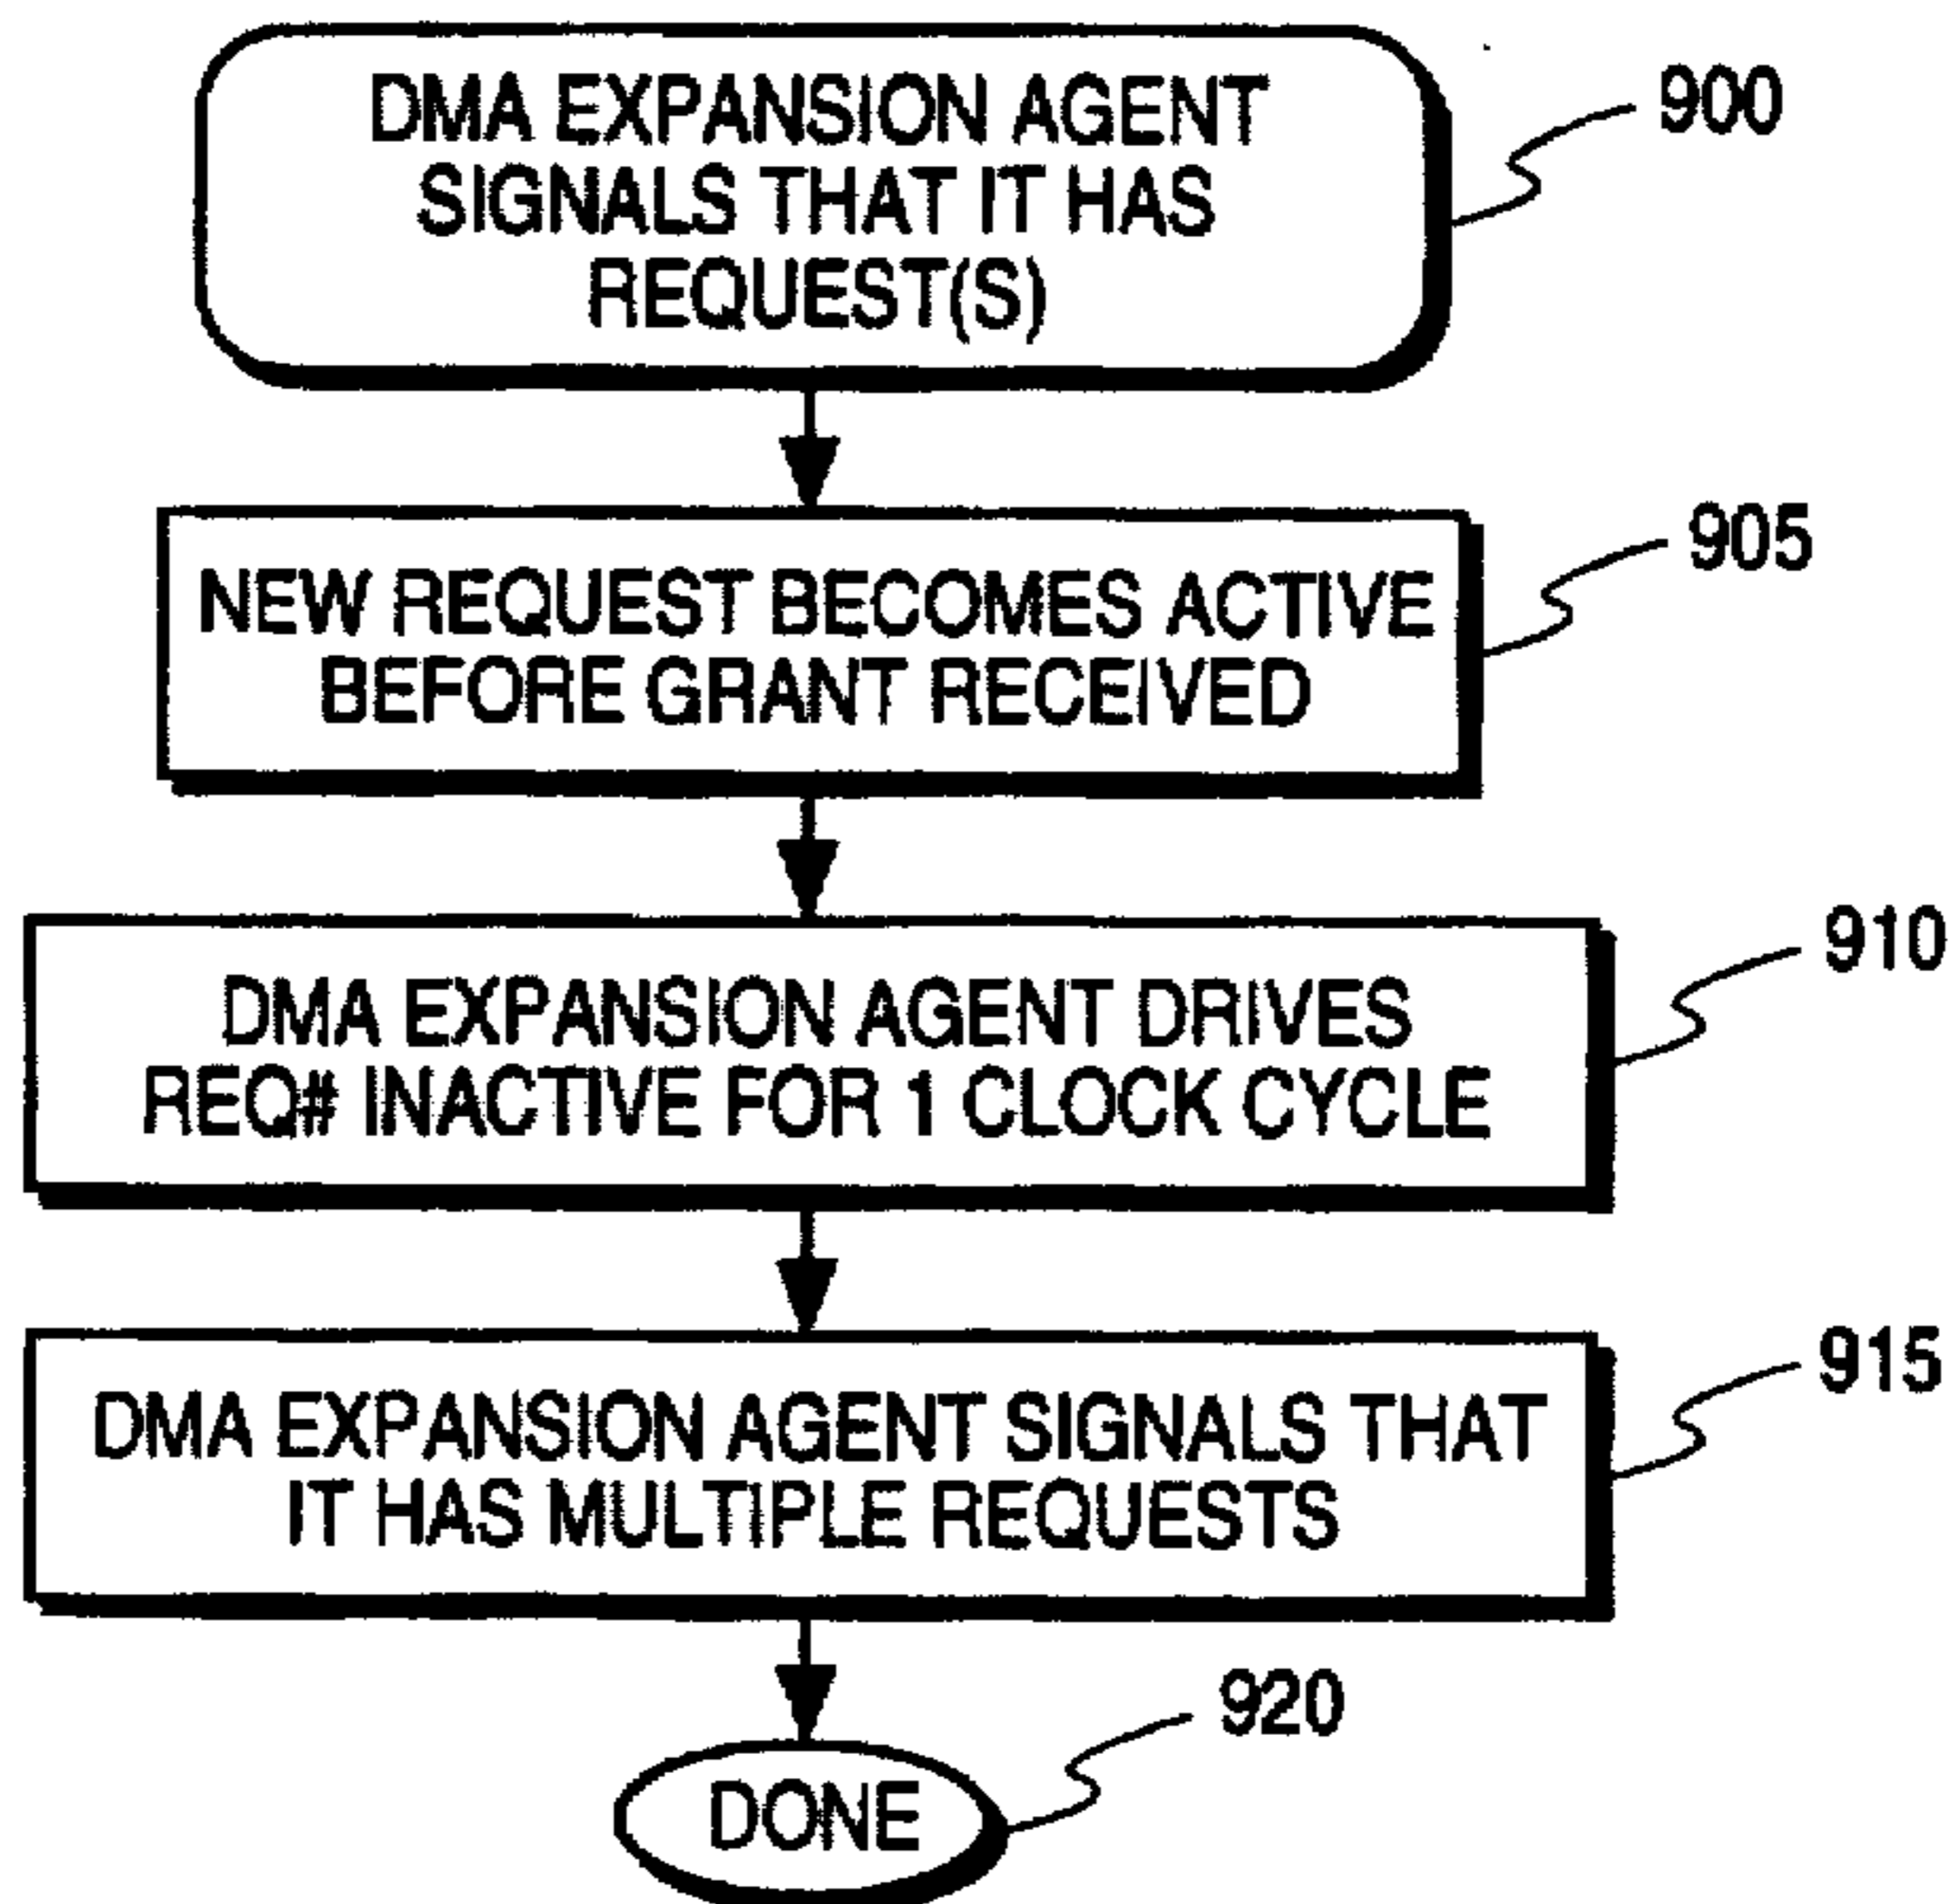 DMA EXPANSION AGENT
SIGNALS THAT IT HAS
REQUEST(S)
900
NEW REQUEST BECOMES ACTIVE
BEFORE GRANT RECEIVED
905
DMA EXPANSION AGENT DRIVES
REQ# INACTIVE FOR 1 CLOCK CYCLE
910
DMA EXPANSION AGENT SIGNALS THAT
IT HAS MULTIPLE REQUESTS
915
DONE
920